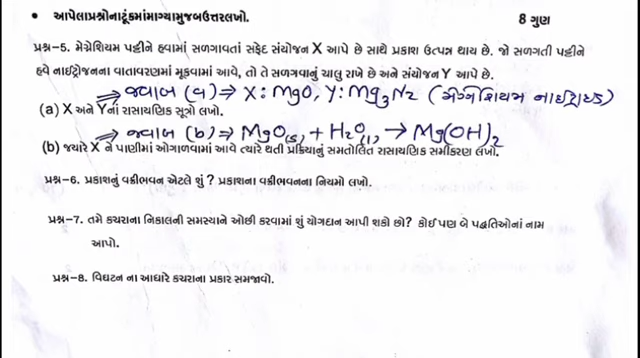 • આપેલાપ્રશ્નોનાટૂંકમાંમાગ્યામુજબઉત્તરલખો. 8 ગુણ
પ્રશ્ન-5. મેગ્નેશિયમ પટ્ટીને હવામાં સળગાવતાં સફેદ સંયોજન X આપે છે સાથે પ્રકાશ ઉત્પન્ન થાય છે. જો સળગતી પટ્ટીને
હવે નાઈટ્રોજનના વાતાવરણમાં મૂકવામાં આવે, તો તે સળગવાનું ચાલુ રાખે છે અને સંયોજન Y આપે છે.
⇒ જવાબ (a) ⇒ X : MgO, Y : Mg3N2 (મેગ્નેશિયમ નાઈટ્રાઈડ)
(a) X અને Yનાં રાસાયણિક સૂત્રો લખો.
⇒ જવાબ (b) ⇒ MgO(s) + H2O(l) → Mg(OH)2
(b) જ્યારે X ને પાણીમાં ઓગાળવામાં આવે ત્યારે થતી પ્રક્રિયાનું સમતોલિત રાસાયણિક સમીકરણ લખો.
પ્રશ્ન-6. પ્રકાશનું વક્રીભવન એટલે શું ? પ્રકાશના વક્રીભવનના નિયમો લખો.
પ્રશ્ન-7. તમે કચરાના નિકાલની સમસ્યાને ઓછી કરવામાં શું યોગદાન આપી શકો છો? કોઈ પણ બે પદ્ધતિઓનાં નામ
આપો.
પ્રશ્ન-8. વિઘટન ના આધારે કચરાના પ્રકાર સમજાવો.